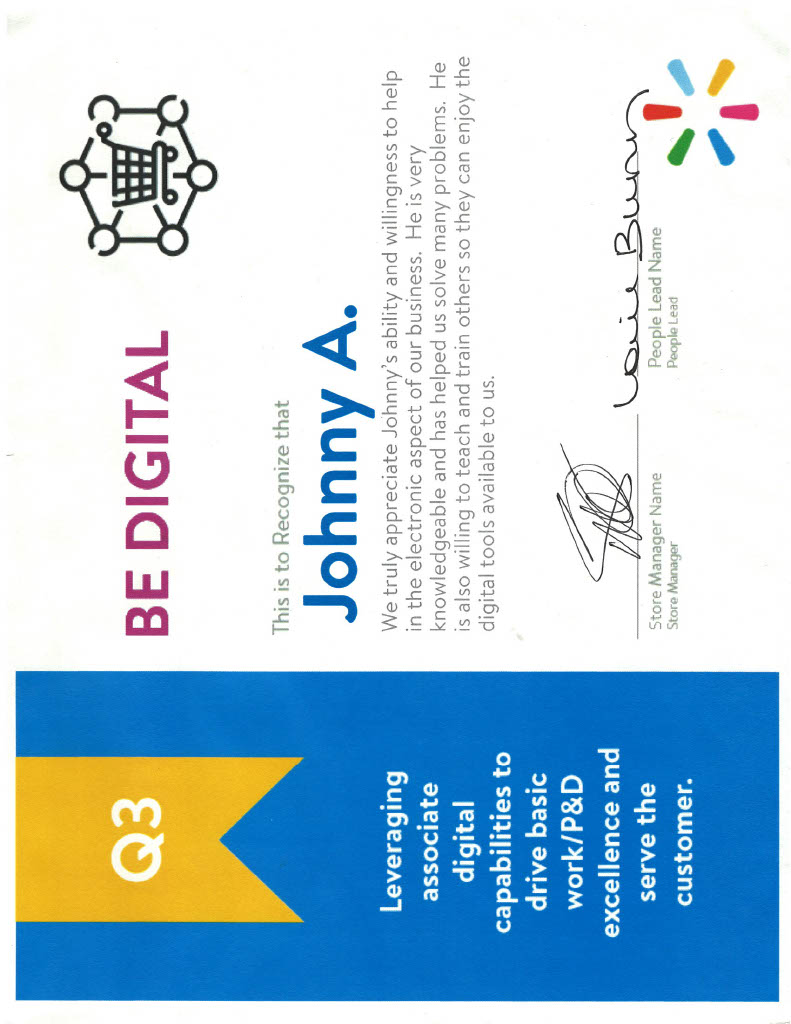 Q3
Leveraging
associate
digital
capabilities to
drive basic
work/P&D
excellence and
serve the
customer.
BE DIGITAL
This is to Recognize that
Johnny A.
We truly appreciate Johnny's ability and willingness to help
in the electronic aspect of our business.  He is very
knowledgeable and has helped us solve many problems.  He
is also willing to teach and train others so they can enjoy the
digital tools available to us.
Store Manager Name
Store Manager
People Lead Name
People Lead